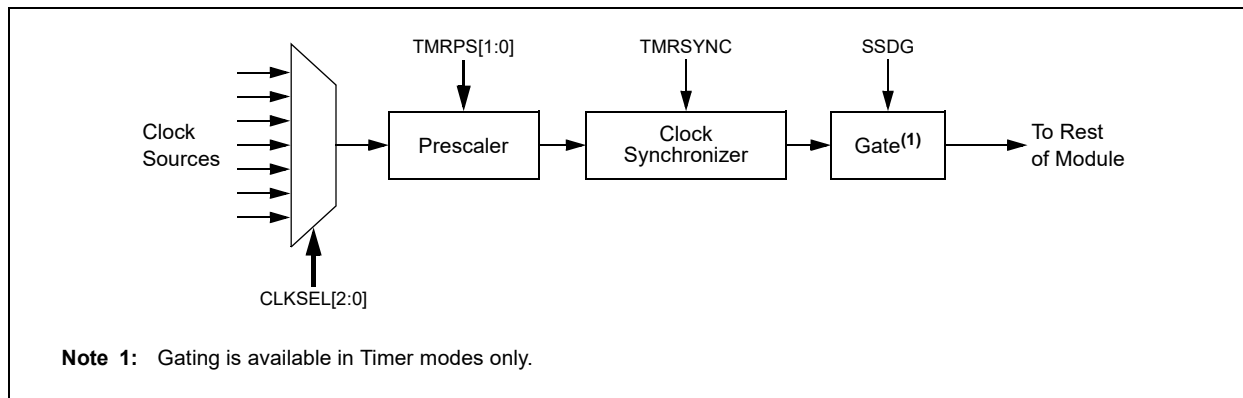 TMRPS[1:0]
TMRSYNC
SSDG
Clock
Sources
Prescaler
Clock
Synchronizer
Gate(1)
To Rest
of Module
CLKSEL[2:0]
Note 1: Gating is available in Timer modes only.